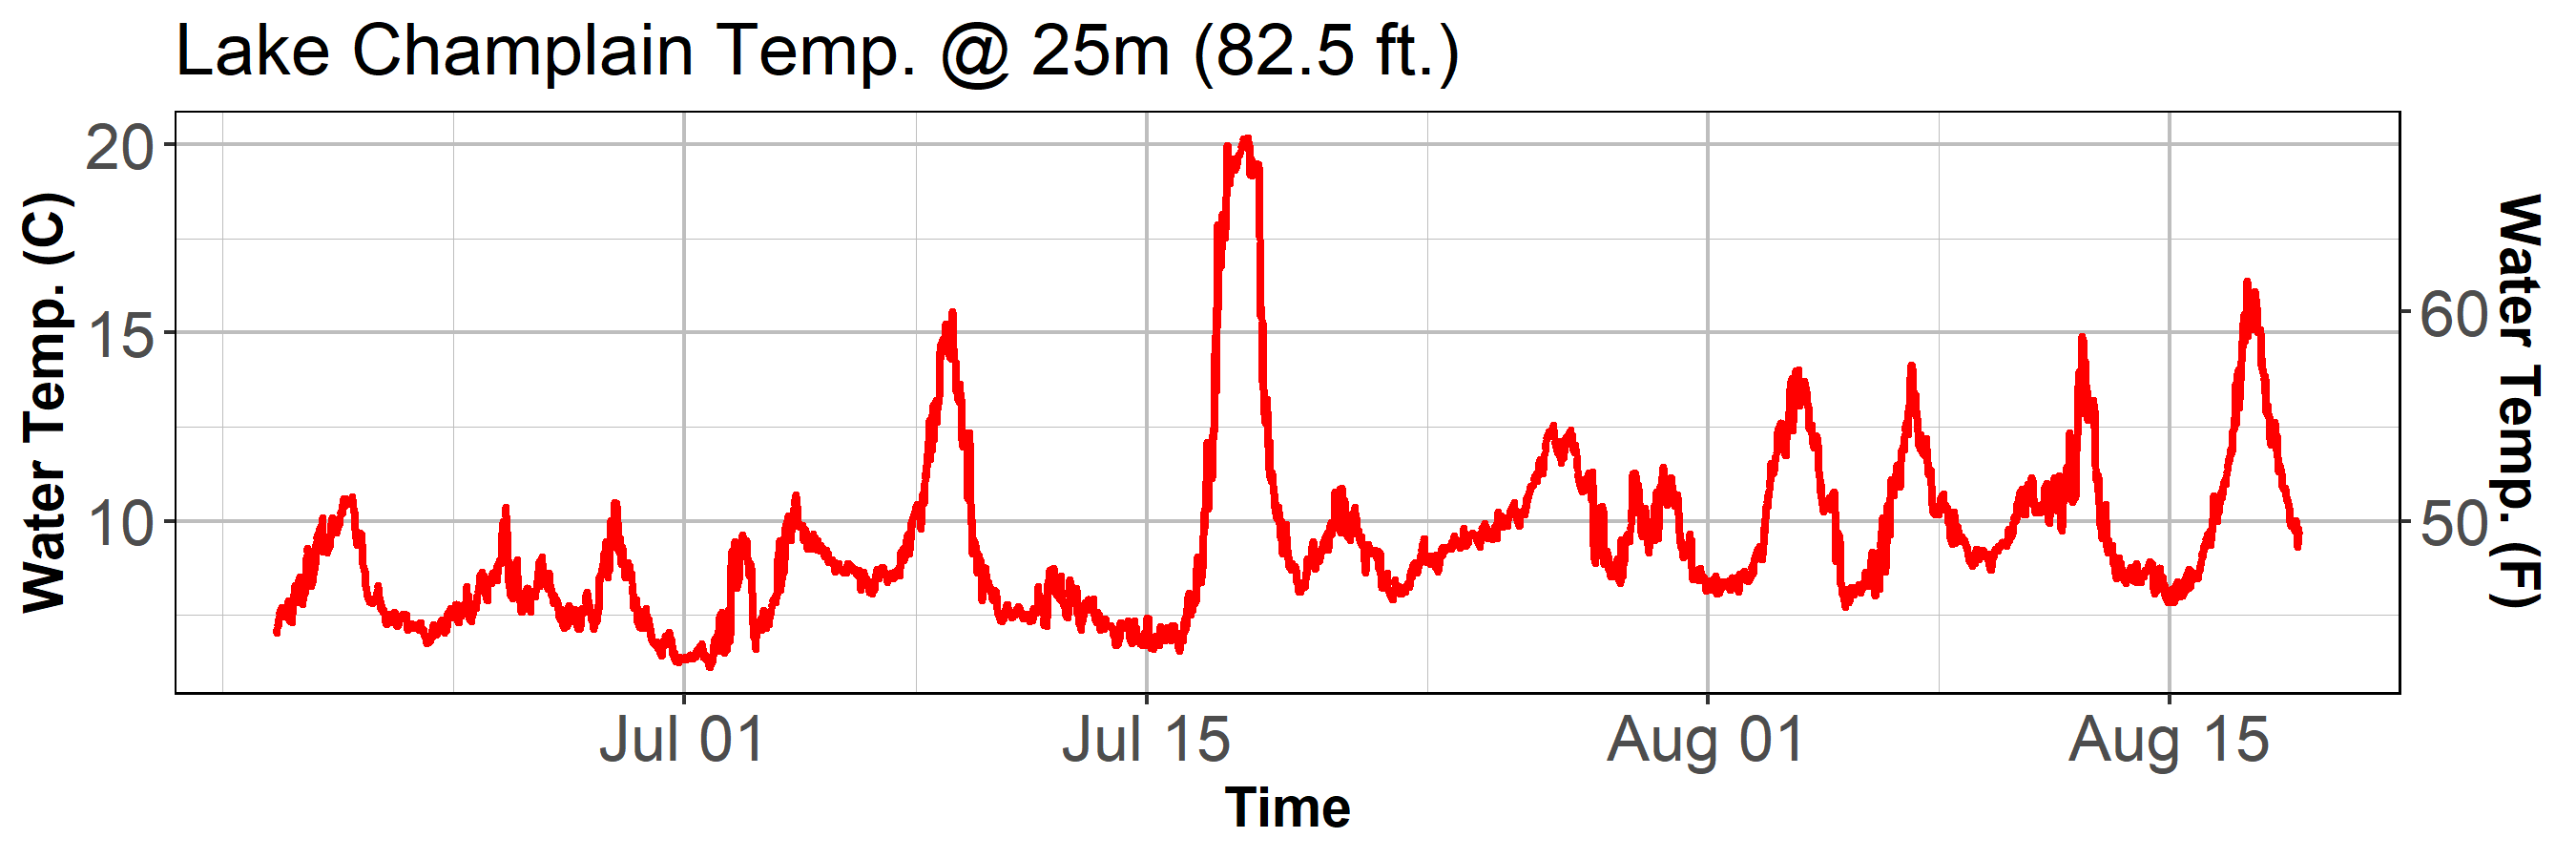 Lake Champlain Temp. @ 25m (82.5 ft.)
Water Temp. (C)
20
15
10
60
50
Water Temp. (F)
Jul 01 Jul 15 Aug 01 Aug 15
Time